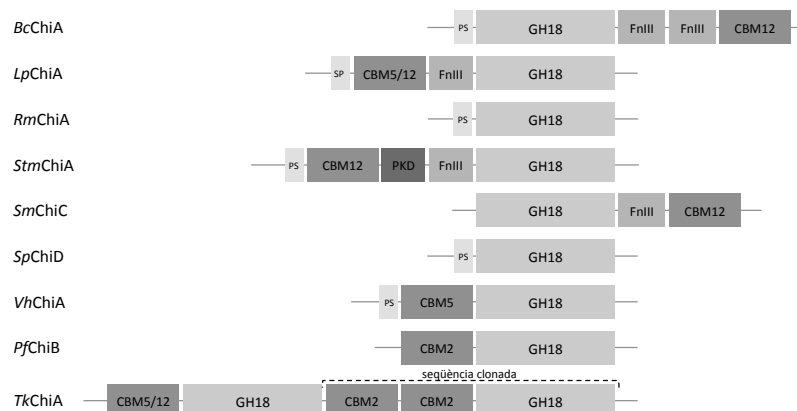 BcChiA PS GH18 FnIII FnIII CBM12
LpChiA SP CBM5/12 FnIII GH18
RmChiA PS GH18
StmChiA PS CBM12 PKD FnIII GH18
SmChiC GH18 FnIII CBM12
SpChiD PS GH18
VhChiA PS CBM5 GH18
PfChiB CBM2 GH18
seqüència clonada
TkChiA CBM5/12 GH18 CBM2 CBM2 GH18